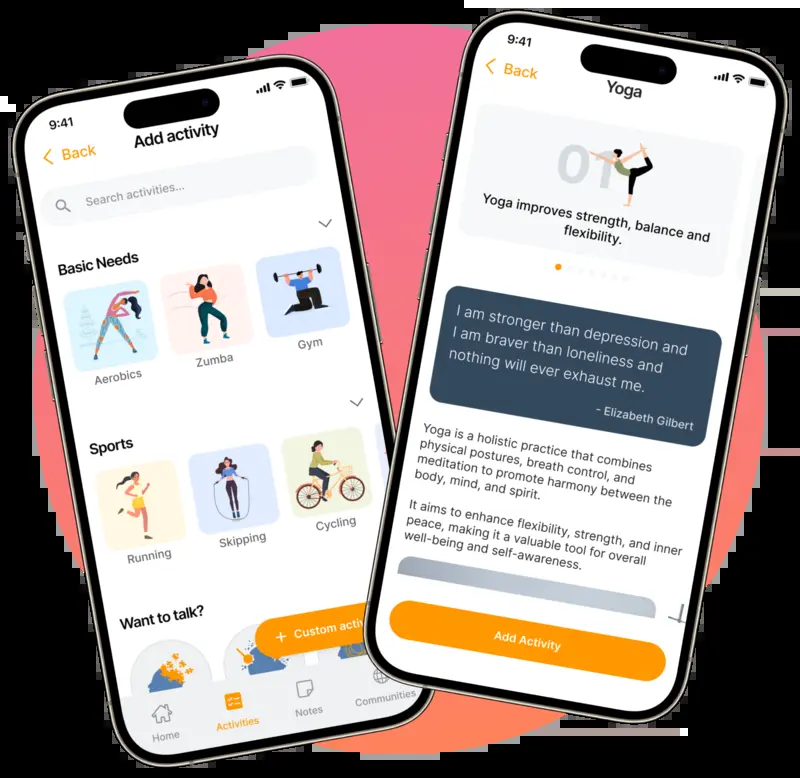 9:41
Back
Add activity
Search activities...
Basic Needs
Aerobics
Zumba
Gym
Sports
Running
Skipping
Cycling
Want to talk?
+ Custom activ
Home
Activities
Notes
Communities
9:41
Back
Yoga
01
Yoga improves strength, balance and
flexibility.
I am stronger than depression and
I am braver than loneliness and
nothing will ever exhaust me.
- Elizabeth Gilbert
Yoga is a holistic practice that combines
physical postures, breath control, and
meditation to promote harmony between the
body, mind, and spirit.
It aims to enhance flexibility, strength, and inner
peace, making it a valuable tool for overall
well-being and self-awareness.
Add Activity